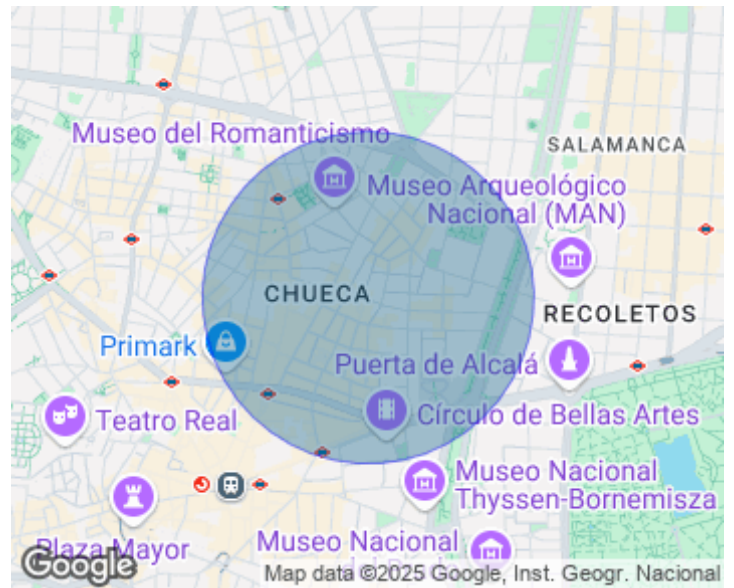 Museo del Romanticismo
SALAMANCA
Museo Arqueológico
Nacional (MAN)
CHUECA
RECOLETOS
Primark
Puerta de Alcalá
Teatro Real
Círculo de Bellas Artes
Museo Nacional
Thyssen-Bornemisza
Plaza Mayor
Museo Nacional
Google
Map data ©2025 Google, Inst. Geogr. Nacional